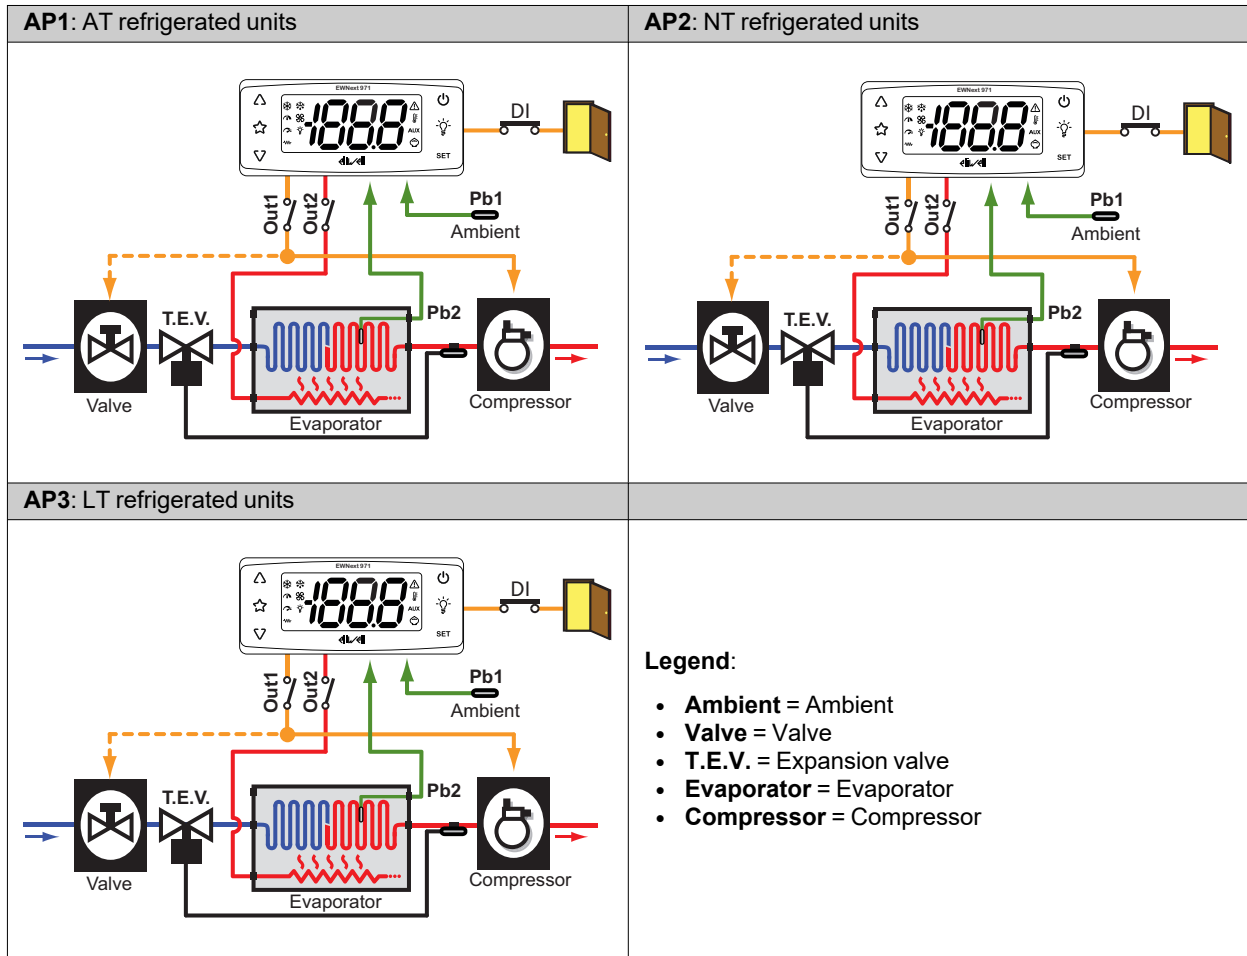 AP1: AT refrigerated units
EWNext 971
188.8
AUX
SET
eliwell
DI
Out1
Out2
Pb1
Ambient
T.E.V.
Pb2
Valve
Evaporator
Compressor
AP2: NT refrigerated units
EWNext 971
188.8
AUX
SET
eliwell
DI
Out1
Out2
Pb1
Ambient
T.E.V.
Pb2
Valve
Evaporator
Compressor
AP3: LT refrigerated units
EWNext 971
188.8
AUX
SET
eliwell
DI
Out1
Out2
Pb1
Ambient
T.E.V.
Pb2
Valve
Evaporator
Compressor
Legend:
• Ambient = Ambient
• Valve = Valve
• T.E.V. = Expansion valve
• Evaporator = Evaporator
• Compressor = Compressor